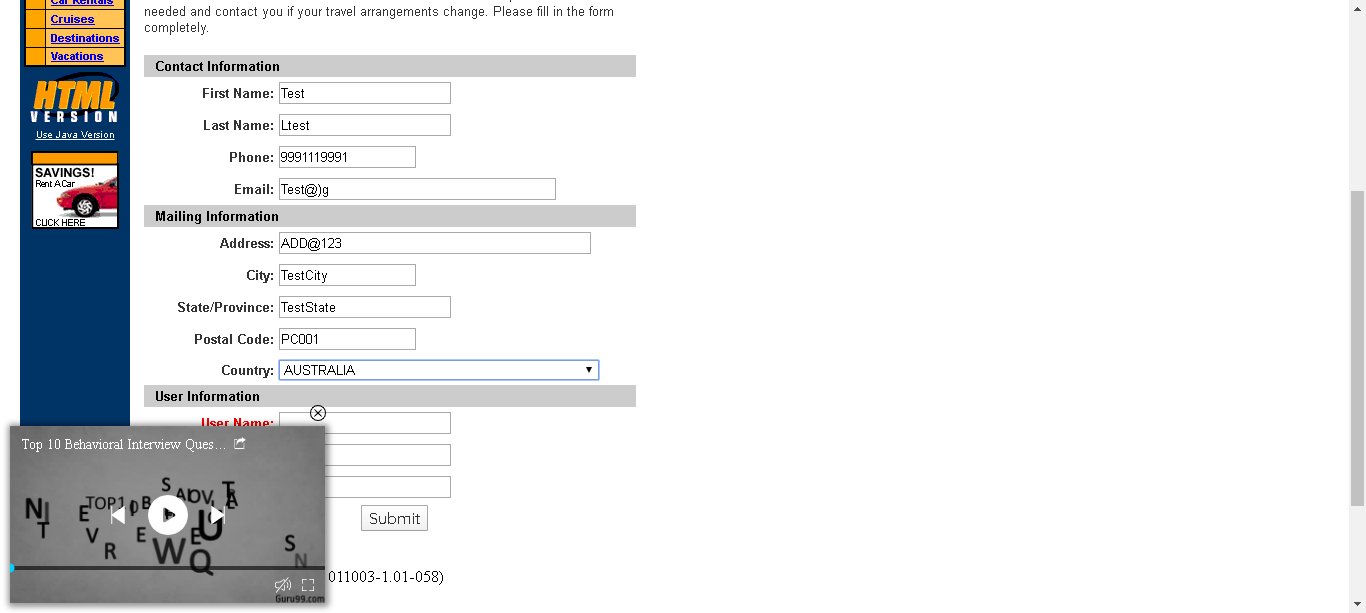 Car Rentals
Cruises
Destinations
Vacations
HTML
VERSION
Use Java Version
SAVINGS!
Rent A Car
CLICK HERE
needed and contact you if your travel arrangements change. Please fill in the form
completely.
Contact Information
First Name: Test
Last Name: Ltest
Phone: 9991119991
Email: Test@)g
Mailing Information
Address: ADD@123
City: TestCity
State/Province: TestState
Postal Code: PC001
Country: AUSTRALIA
User Information
User Name:
Submit
011003-1.01-058)
Top 10 Behavioral Interview Ques...
TOP10
Guru99.com